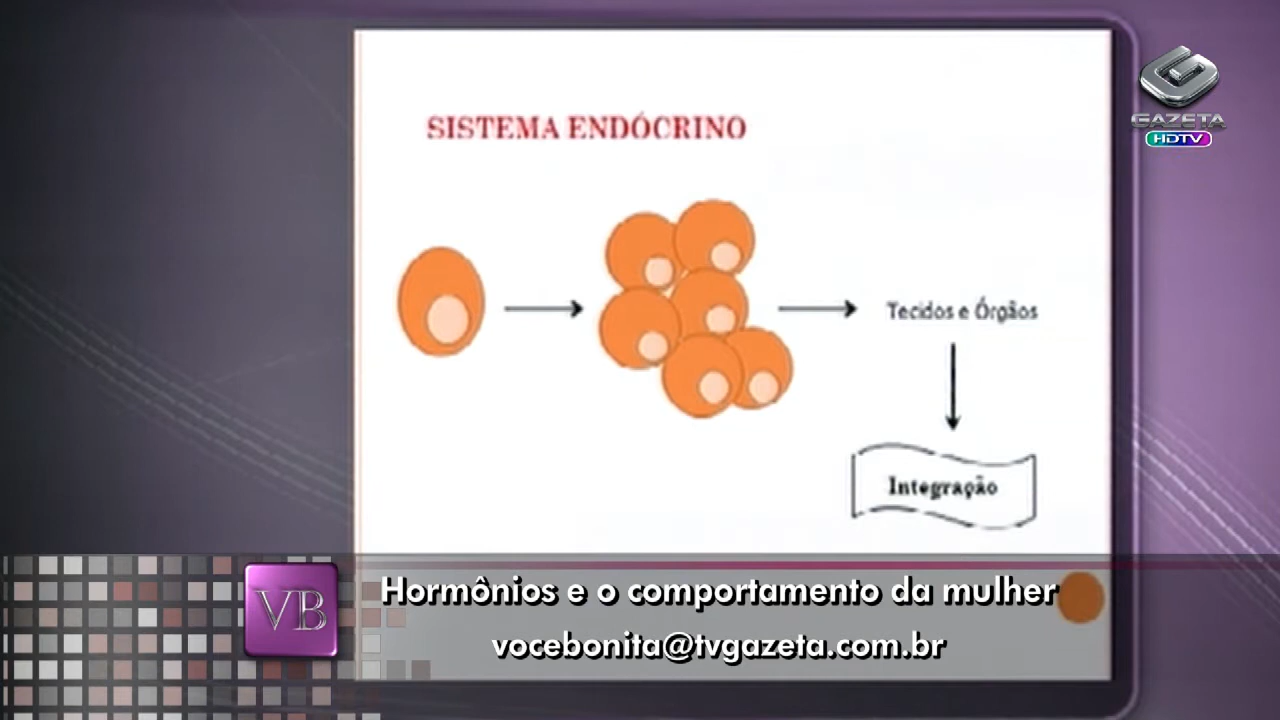 SISTEMA ENDÓCRINO
GAZETA
HDTV
Tecidos e Órgãos
Integração
VB
Hormônios e o comportamento da mulher
vocebonita@tvgazeta.com.br